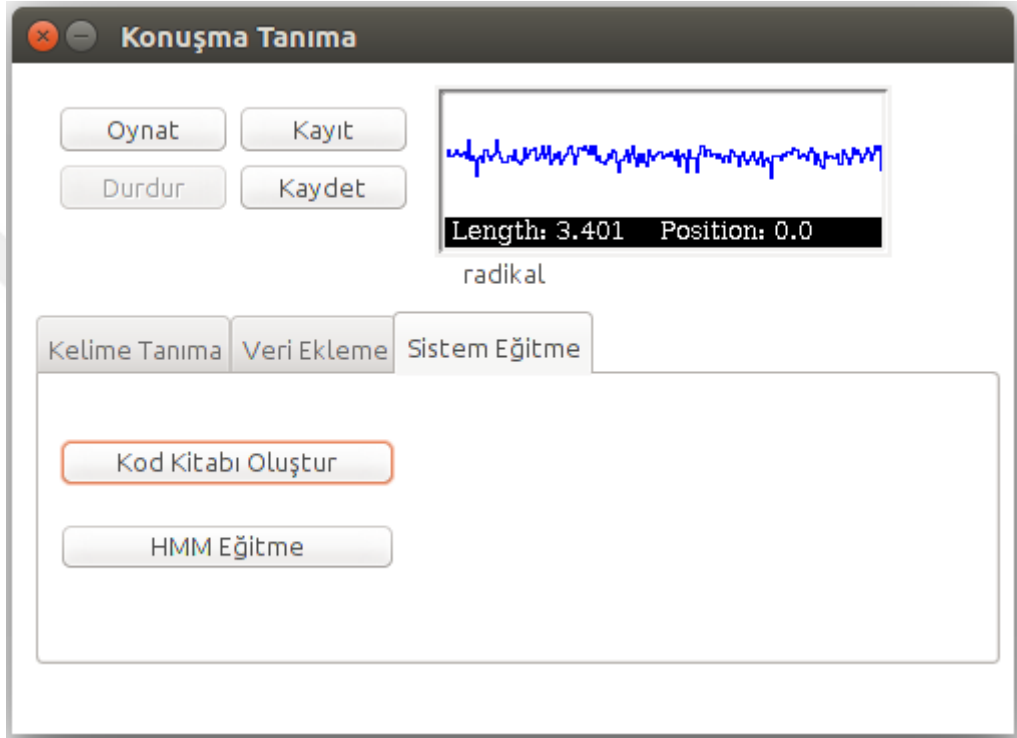 Konuşma Tanıma
Oynat Kayıt
Durdur Kaydet
Length: 3.401 Position: 0.0
radikal
Kelime Tanıma Veri Ekleme Sistem Eğitme
Kod Kitabı Oluştur
HMM Eğitme